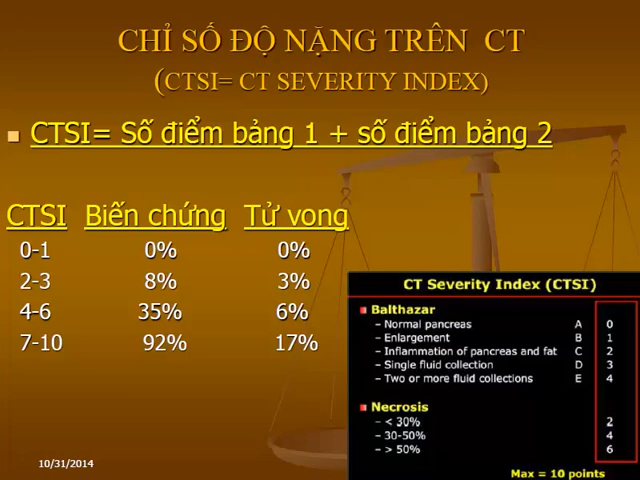 CHỈ SỐ ĐỘ NẶNG TRÊN CT
(CTSI= CT SEVERITY INDEX)
CTSI= Số điểm bảng 1 + số điểm bảng 2
CTSI Biến chứng Tử vong
0-1 0% 0%
2-3 8% 3%
4-6 35% 6%
7-10 92% 17%
CT Severity Index (CTSI)
Balthazar
– Normal pancreas A 0
– Enlargement B 1
– Inflammation of pancreas and fat C 2
– Single fluid collection D 3
– Two or more fluid collections E 4
Necrosis
– < 30% 2
– 30-50% 4
– > 50% 6
Max = 10 points
10/31/2014